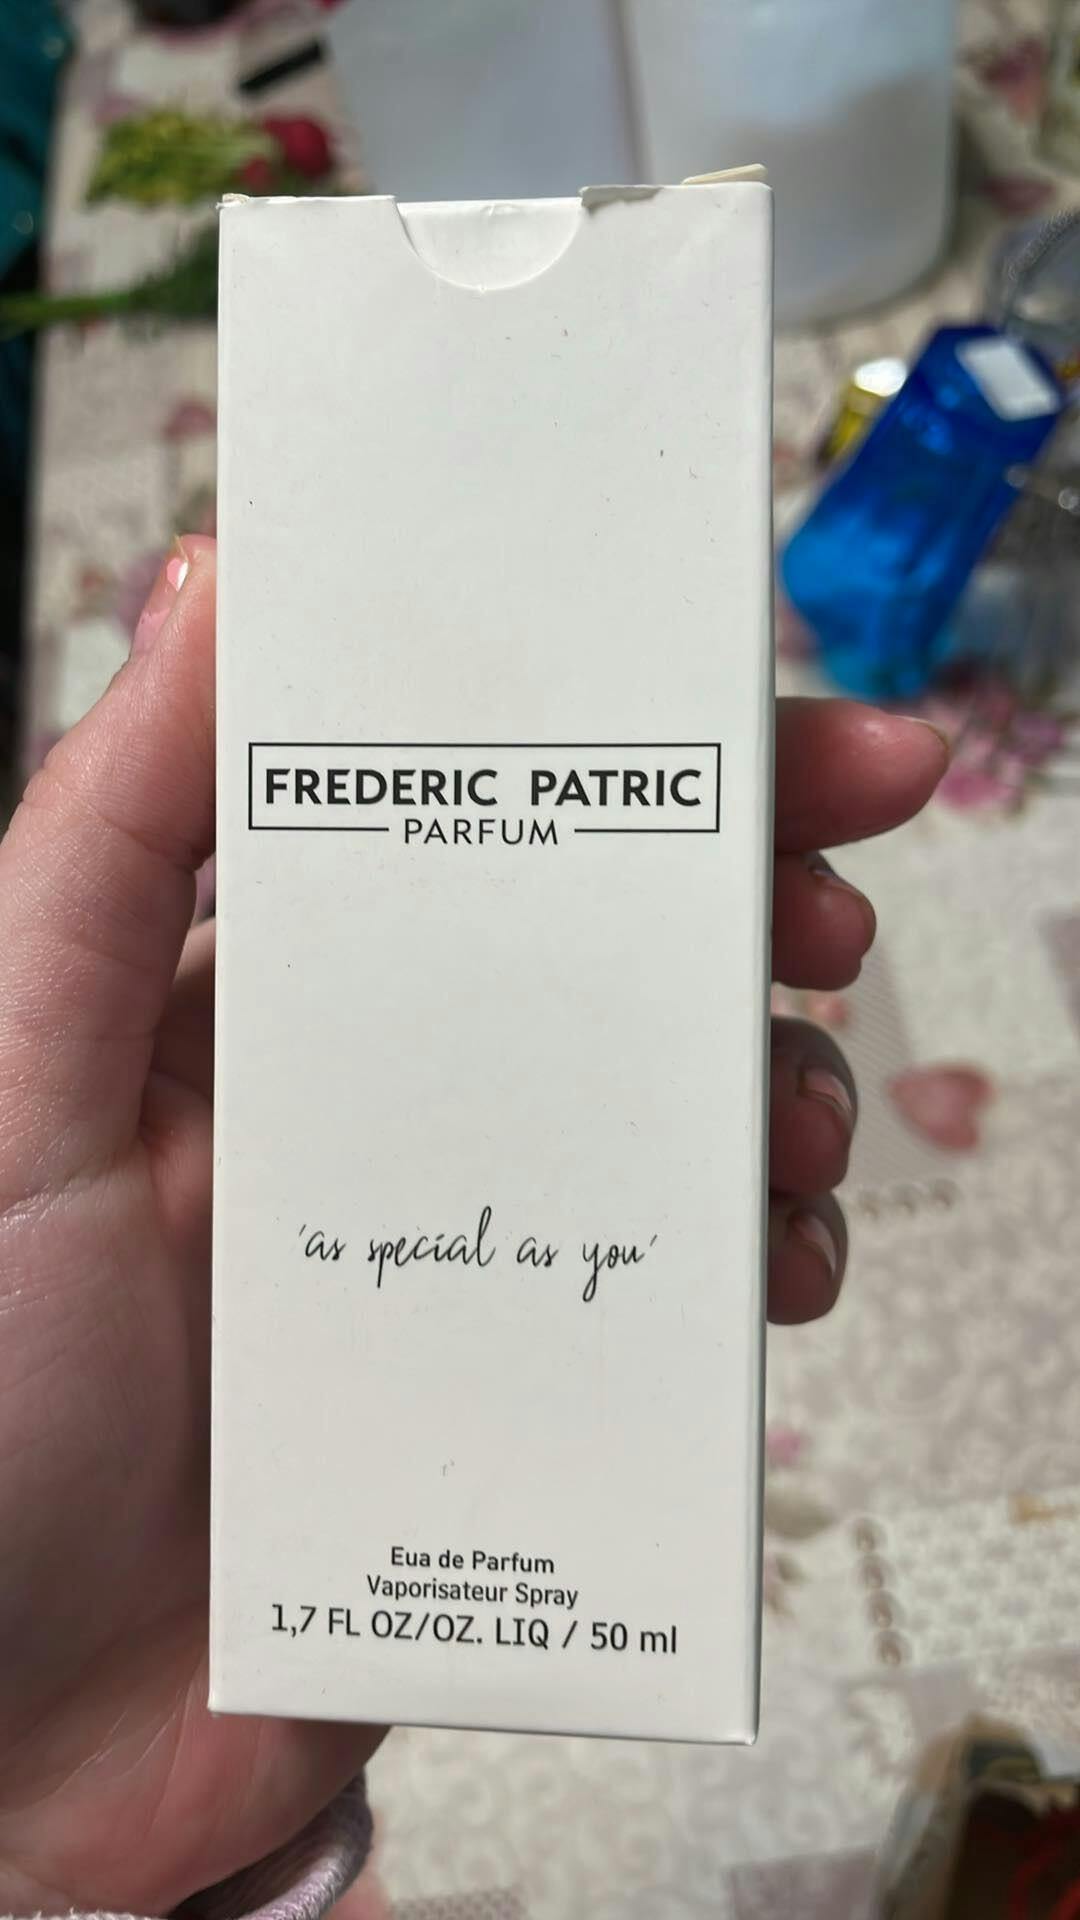 FREDERIC PATRIC
PARFUM
'as special as you'
Eua de Parfum
Vaporisateur Spray
1,7 FL OZ/OZ. LIQ / 50 ml